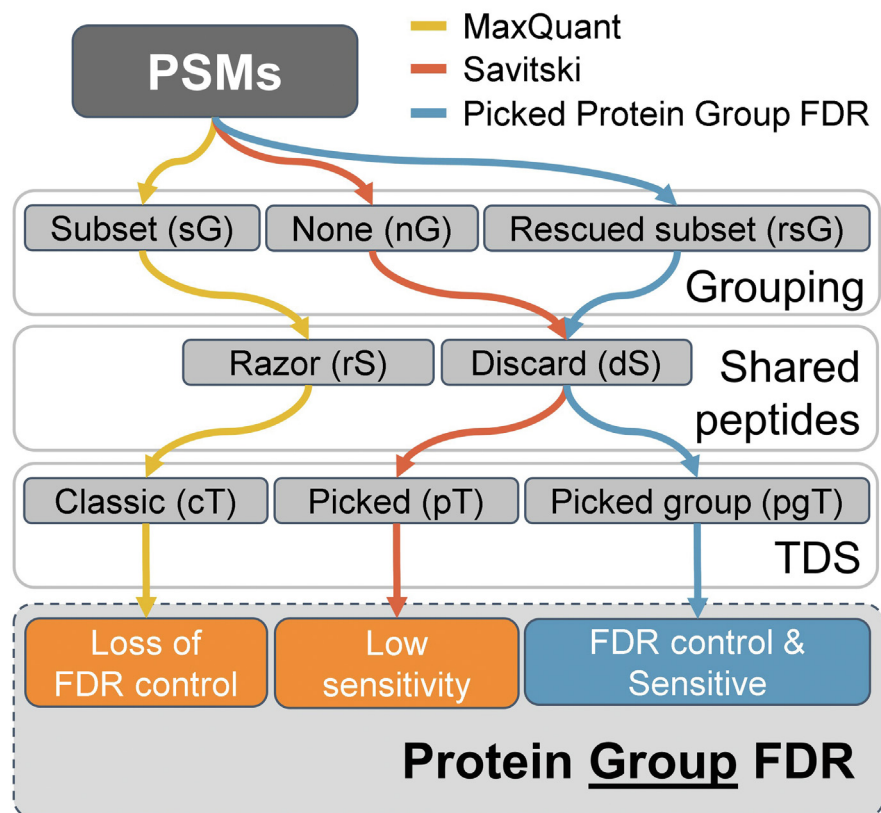 PSMs
MaxQuant
Savitski
Picked Protein Group FDR
Subset (sG)
None (nG)
Rescued subset (rsG)
Grouping
Razor (rS)
Discard (dS)
Shared
peptides
Classic (cT)
Picked (pT)
Picked group (pgT)
TDS
Loss of
FDR control
Low
sensitivity
FDR control &
Sensitive
Protein Group FDR